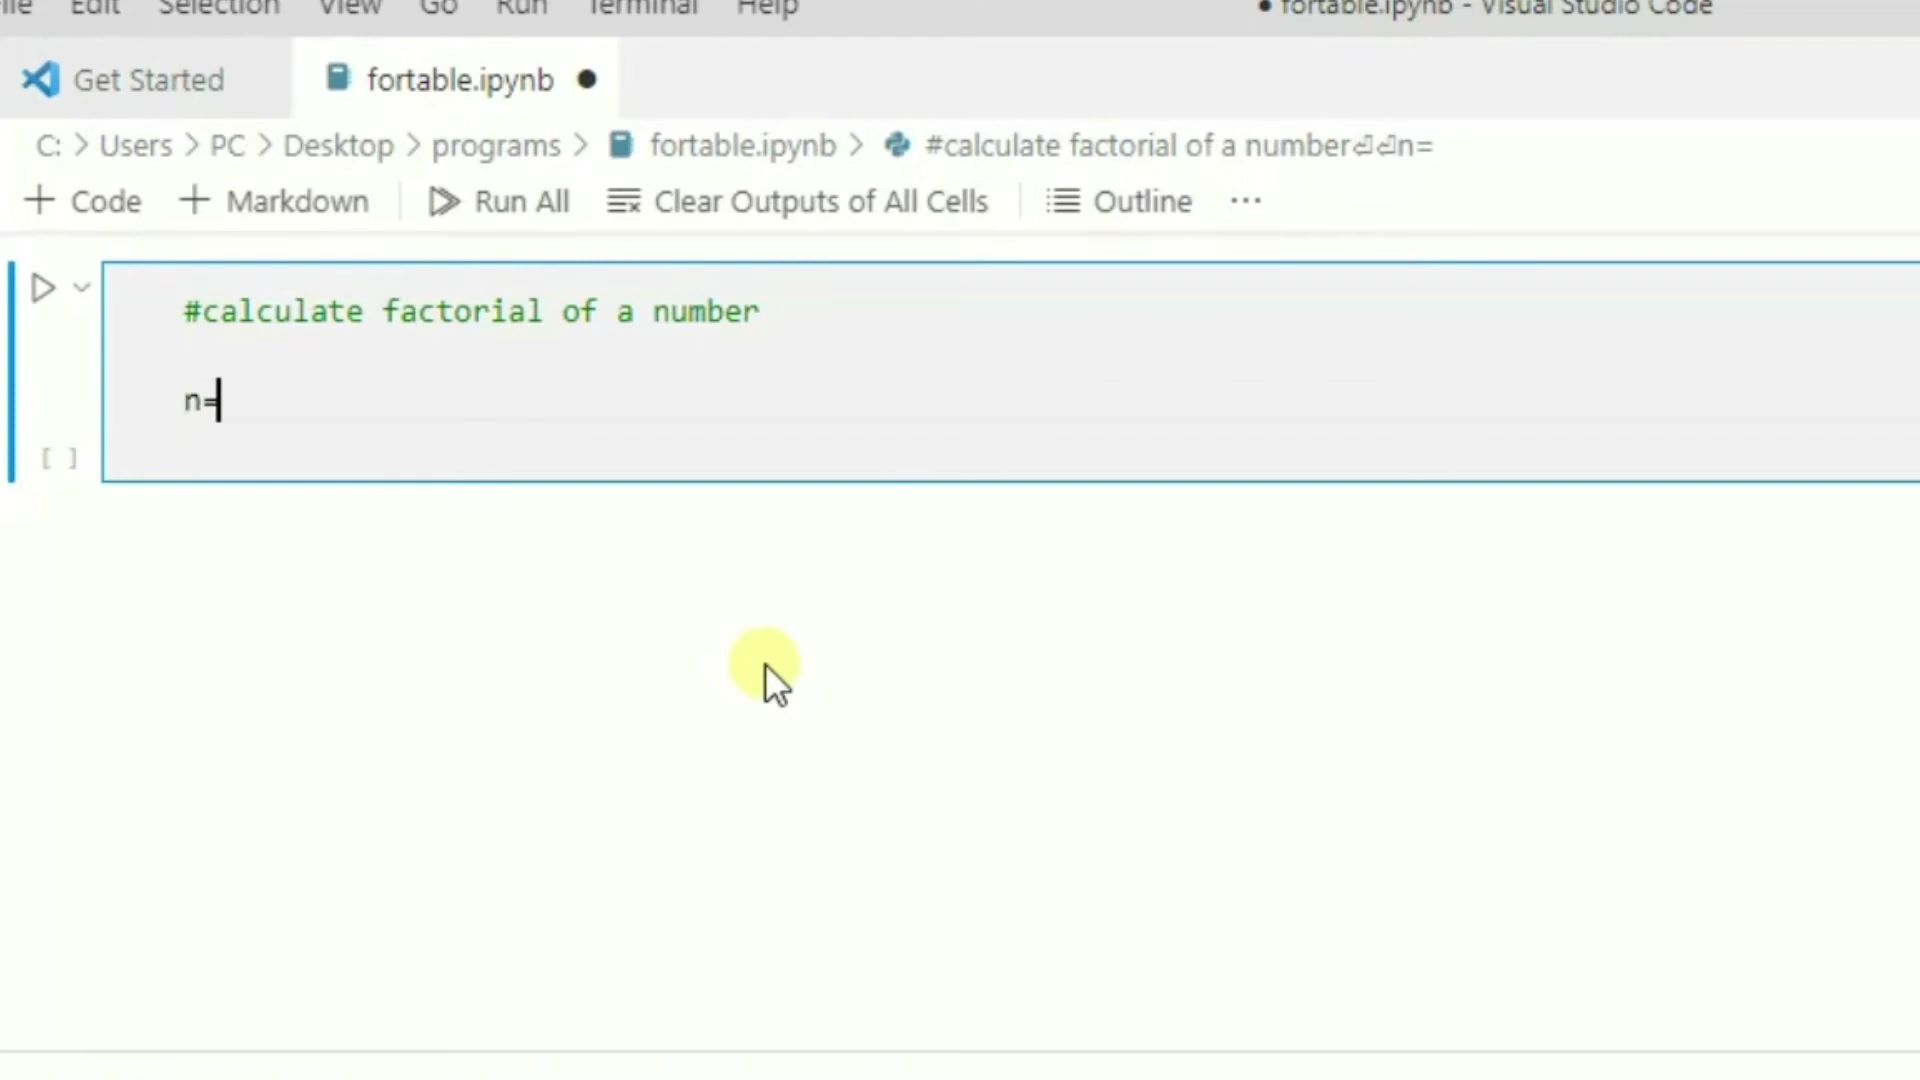 File Edit Selection View Go Run Terminal Help ● fortable.ipynb - Visual Studio Code
Get Started fortable.ipynb ●
C: > Users > PC > Desktop > programs > fortable.ipynb > #calculate factorial of a number⏎⏎n=
+ Code + Markdown Run All Clear Outputs of All Cells Outline ...
#calculate factorial of a number
n=
[ ]